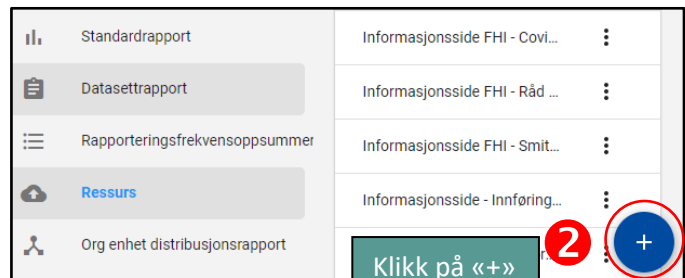 Standardrapport
Datasettrapport
Rapporteringsfrekvensoppsummer
Ressurs
Org enhet distribusjonsrapport
Informasjonsside FHI - Covi...
Informasjonsside FHI - Råd ...
Informasjonsside FHI - Smit...
Informasjonsside - Innføring...
r...
Klikk på «+»
2
+